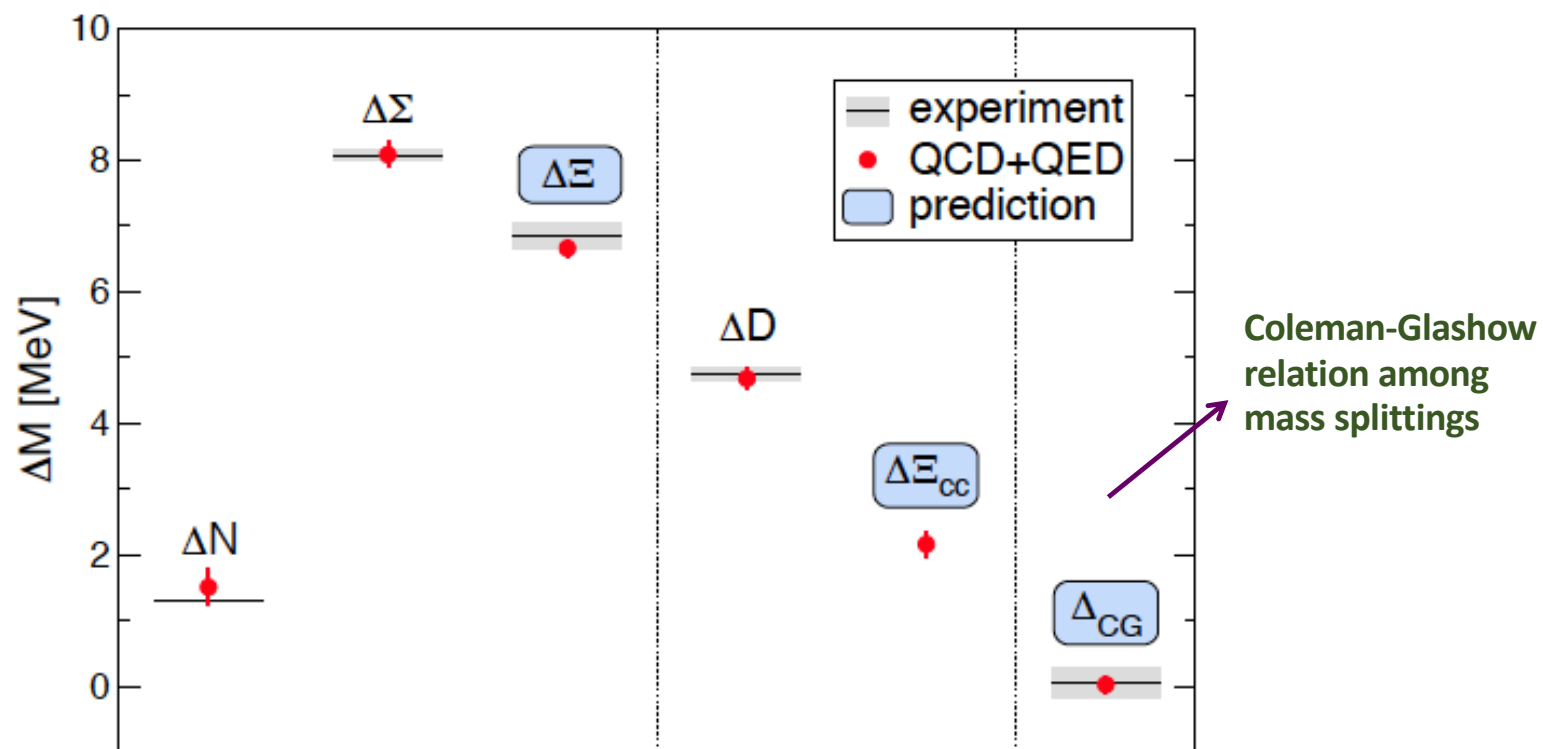 10
8
6
4
2
0
ΔM [MeV]
ΔN
ΔΣ
ΔΞ
ΔD
ΔΞcc
ΔCG
experiment
QCD+QED
prediction
Coleman-Glashow
relation among
mass splittings